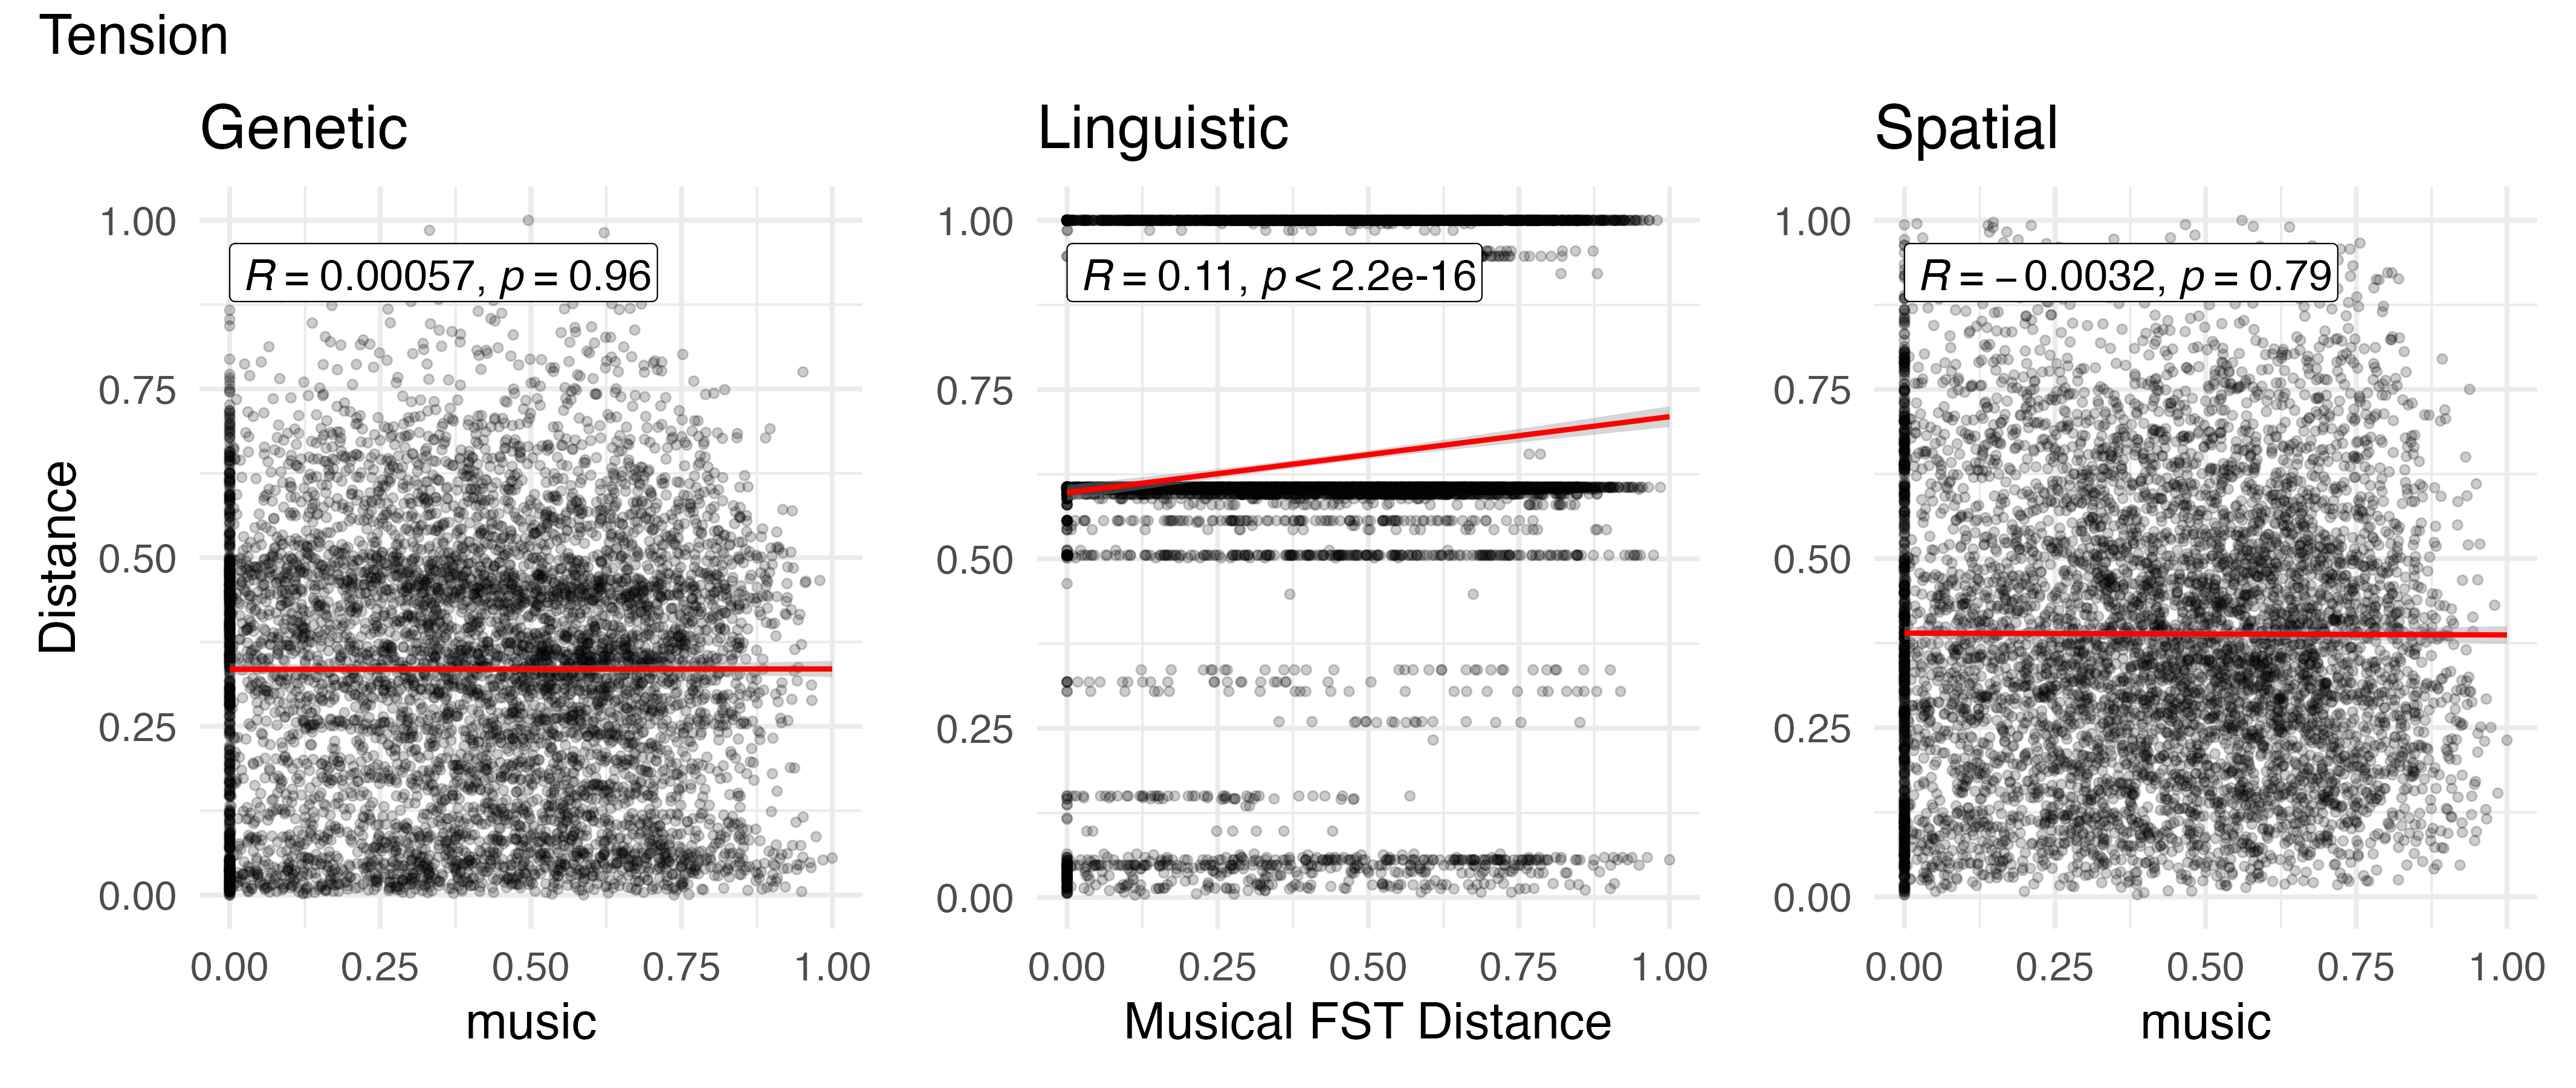 Tension
Genetic
Linguistic
Spatial
Distance
1.00
0.75
0.50
0.25
0.00
R = 0.00057, p = 0.96
0.00 0.25 0.50 0.75 1.00
music
1.00
0.75
0.50
0.25
0.00
R = 0.11, p < 2.2e-16
0.00 0.25 0.50 0.75 1.00
Musical FST Distance
1.00
0.75
0.50
0.25
0.00
R = −0.0032, p = 0.79
0.00 0.25 0.50 0.75 1.00
music